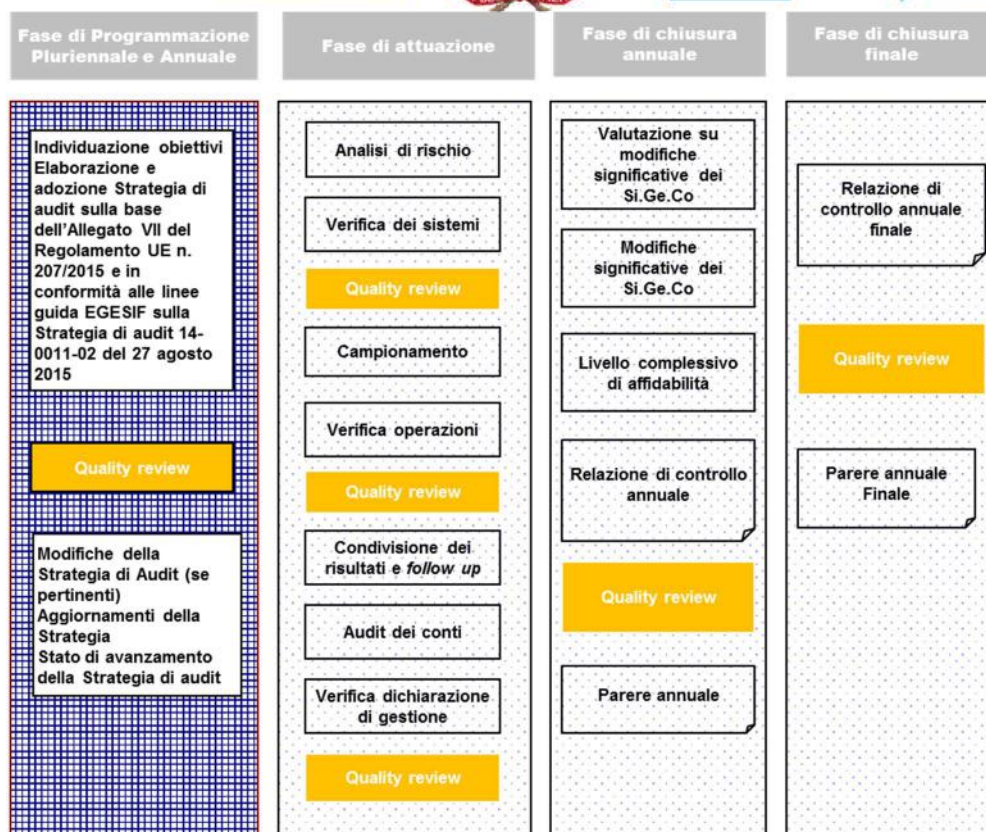 Fase di Programmazione
Pluriennale e Annuale
Individuazione obiettivi
Elaborazione e
adozione Strategia di
audit sulla base
dell'Allegato VII del
Regolamento UE n.
207/2015 e in
conformità alle linee
guida EGESIF sulla
Strategia di audit 14-
0011-02 del 27 agosto
2015
Quality review
Modifiche della
Strategia di Audit (se
pertinenti)
Aggiornamenti della
Strategia
Stato di avanzamento
della Strategia di audit
Fase di attuazione
Analisi di rischio
Verifica dei sistemi
Quality review
Campionamento
Verifica operazioni
Quality review
Condivisione dei
risultati e follow up
Audit dei conti
Verifica dichiarazione
di gestione
Quality review
Fase di chiusura
annuale
Valutazione su
modifiche
significative dei
Si.Ge.Co
Modifiche
significative dei
Si.Ge.Co
Livello complessivo
di affidabilità
Relazione di controllo
annuale
Quality review
Parere annuale
Fase di chiusura
finale
Relazione di
controllo annuale
finale
Quality review
Parere annuale
Finale